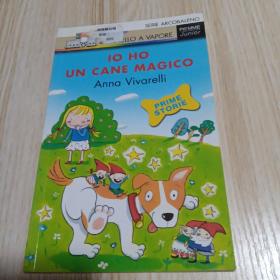 SERIE ARCOBALENO
A VAPORE
PIEMME
Junior
IO HO
UN CANE MAGICO
Anna Vivarelli
PRIME
STORIE